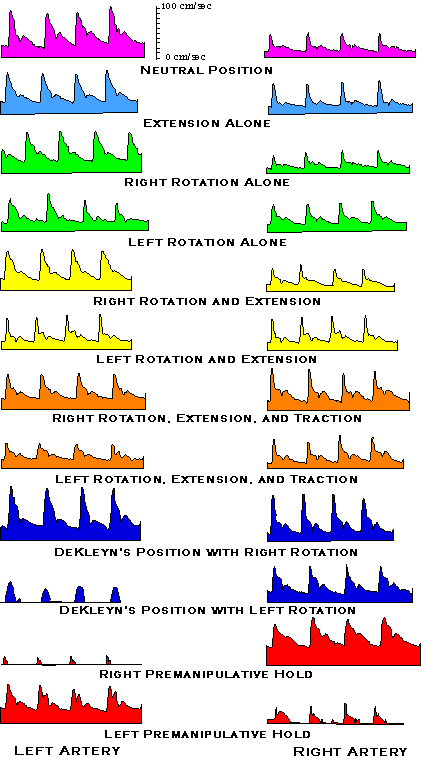 100 cm/sec
0 cm/sec
NEUTRAL POSITION
EXTENSION ALONE
RIGHT ROTATION ALONE
LEFT ROTATION ALONE
RIGHT ROTATION AND EXTENSION
LEFT ROTATION AND EXTENSION
RIGHT ROTATION, EXTENSION, AND TRACTION
LEFT ROTATION, EXTENSION, AND TRACTION
DEKLEYN'S POSITION WITH RIGHT ROTATION
DEKLEYN'S POSITION WITH LEFT ROTATION
RIGHT PREMANIPULATIVE HOLD
LEFT PREMANIPULATIVE HOLD
LEFT ARTERY RIGHT ARTERY